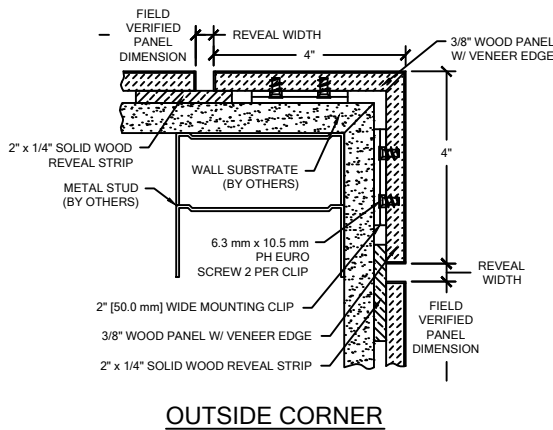 FIELD
VERIFIED
PANEL
DIMENSION
REVEAL WIDTH
4"
3/8" WOOD PANEL
W/ VENEER EDGE
2" x 1/4" SOLID WOOD
REVEAL STRIP
WALL SUBSTRATE
(BY OTHERS)
METAL STUD
(BY OTHERS)
4"
6.3 mm x 10.5 mm
PH EURO
SCREW 2 PER CLIP
REVEAL
WIDTH
2" [50.0 mm] WIDE MOUNTING CLIP
3/8" WOOD PANEL W/ VENEER EDGE
2" x 1/4" SOLID WOOD REVEAL STRIP
FIELD
VERIFIED
PANEL
DIMENSION
OUTSIDE CORNER